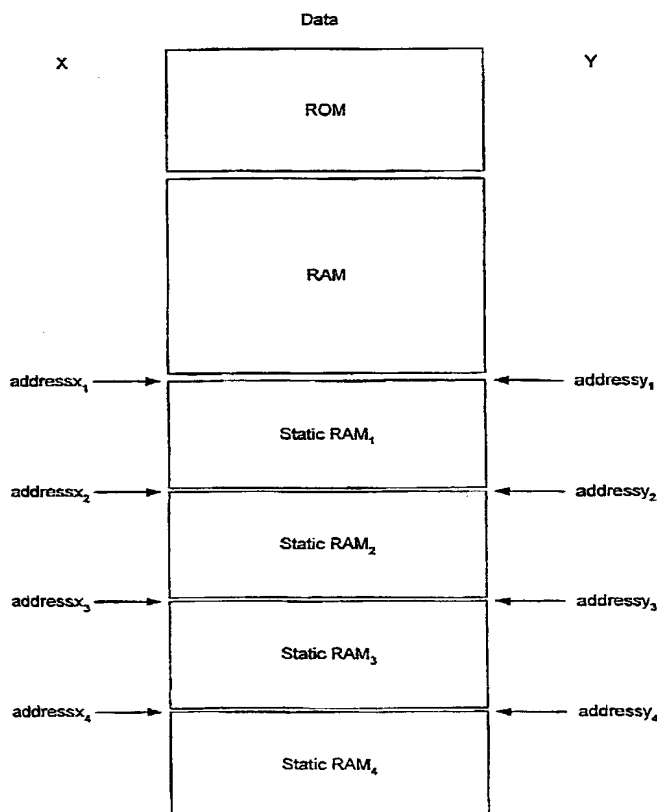 Data
X
Y
ROM
RAM
addressx₁
addressy₁
Static RAM₁
addressx₂
addressy₂
Static RAM₂
addressx₃
addressy₃
Static RAM₃
addressx₄
addressy₄
Static RAM₄